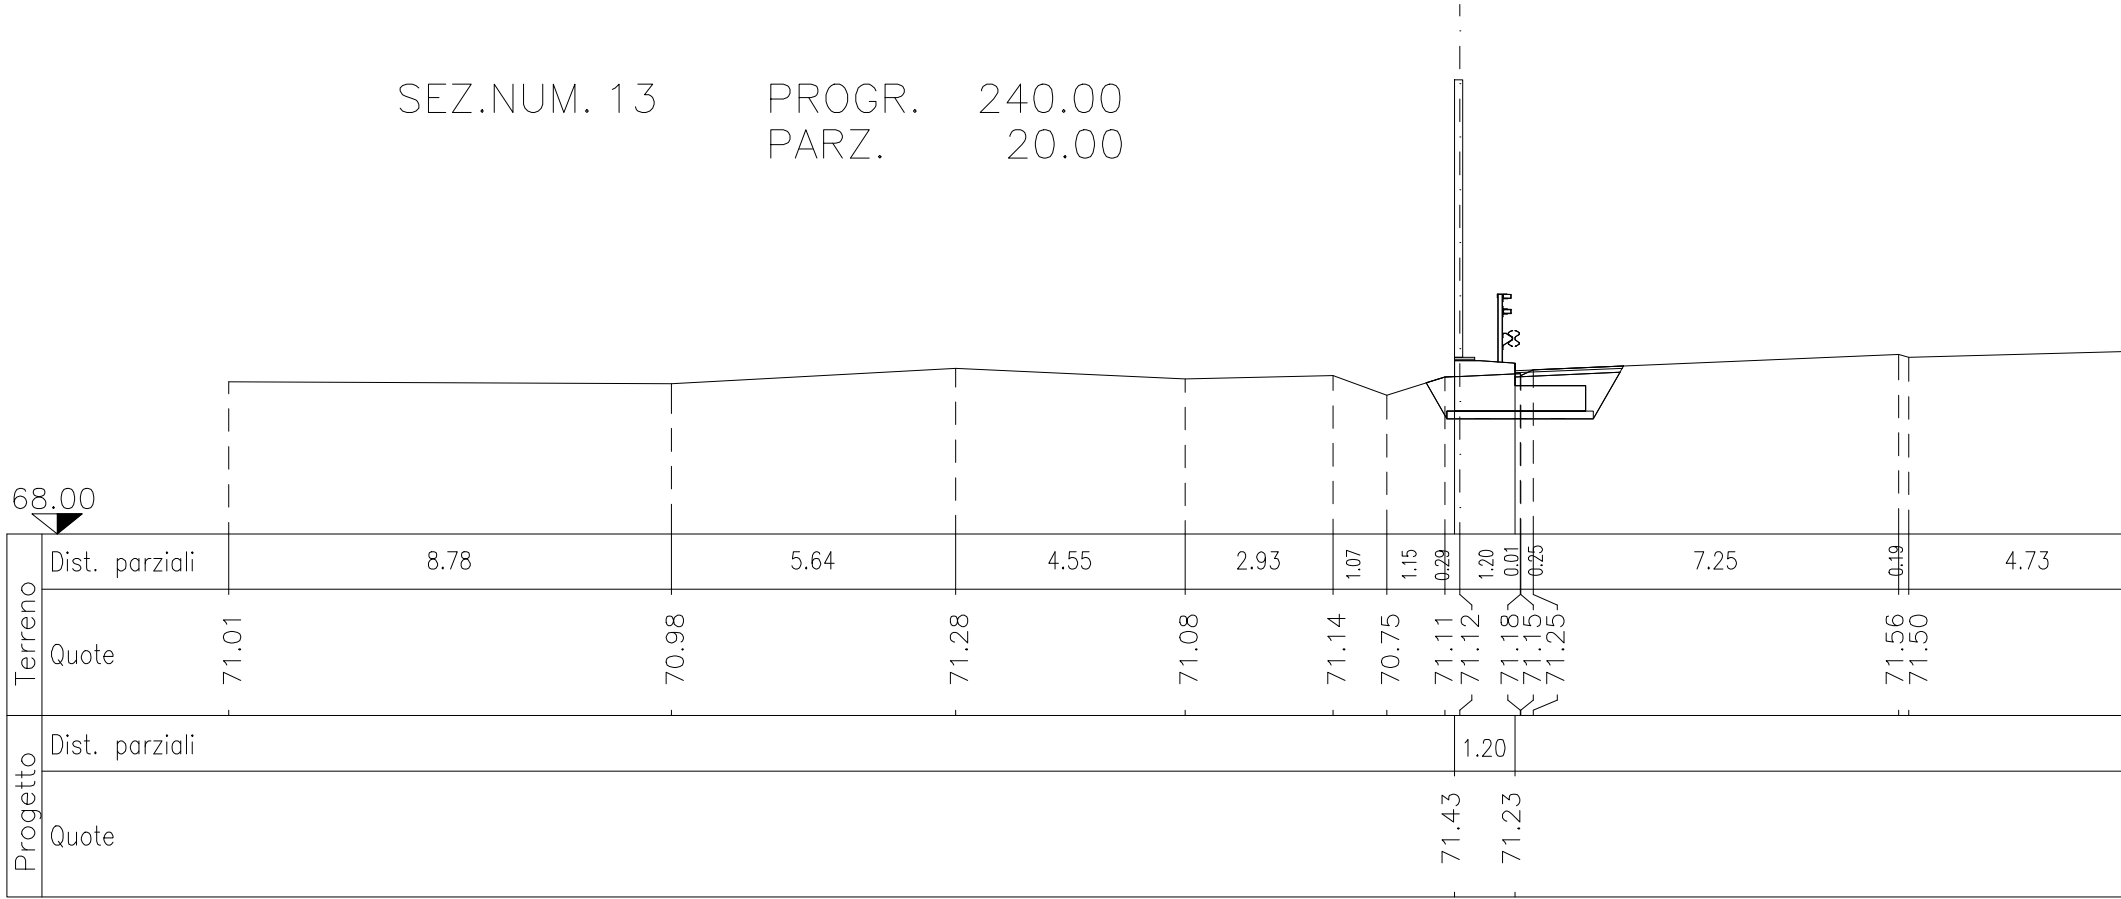 SEZ.NUM. 13 PROGR. 240.00
PARZ. 20.00
68.00
Terreno
Dist. parziali 8.78 5.64 4.55 2.93 1.07 1.15 0.29 1.20 0.01 0.25 7.25 0.19 4.73
Quote 71.01 70.98 71.28 71.08 71.14 70.75 71.11 71.12 71.18 71.15 71.25 71.56 71.50
Progetto
Dist. parziali 1.20
Quote 71.43 71.23